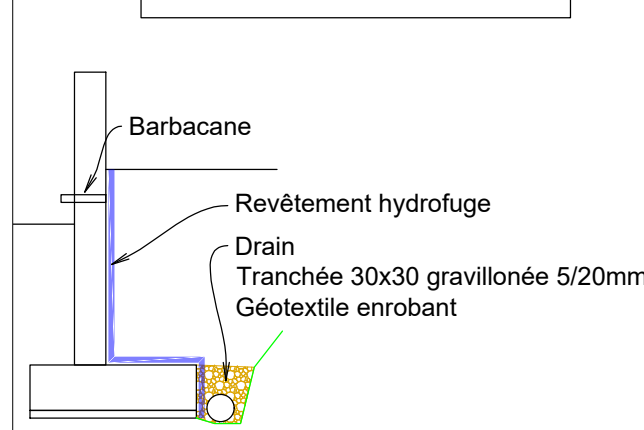 Barbacane
Revêtement hydrofuge
Drain
Tranchée 30x30 gravillonée 5/20mm
Géotextile enrobant